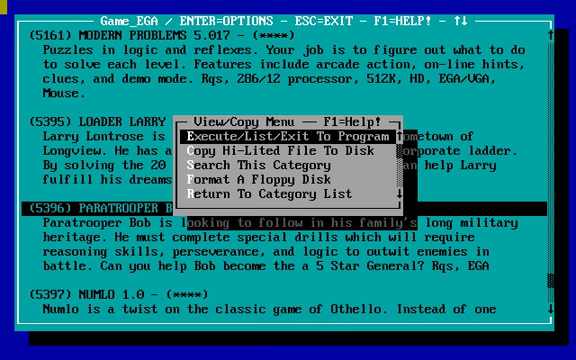 Game_EGA / ENTER=OPTIONS - ESC=EXIT - F1=HELP! - ↑↓
(5161) MODERN PROBLEMS 5.017 - (****)
Puzzles in logic and reflexes. Your job is to figure out what to do
to solve each level. Features include arcade action, on-line hints,
clues, and demo mode. Rqs, 286/12 processor, 512K, HD, EGA/VGA,
Mouse.
(5395) LOADER LARRY
Larry Lontrose is
ometown of
Longview. He has a
orporate ladder.
By solving the 20
an help Larry
fulfill his dreams
View/Copy Menu — F1=Help!
Execute/List/Exit To Program
Copy Hi-Lited File To Disk
Search This Category
Format A Floppy Disk
Return To Category List
(5396) PARATROOPER B
Paratrooper Bob is looking to follow in his family's long military
heritage. He must complete special drills which will require
reasoning skills, perseverance, and logic to outwit enemies in
battle. Can you help Bob become the a 5 Star General? Rqs, EGA
(5397) NUMLO 1.0 - (****)
Numlo is a twist on the classic game of Othello. Instead of one